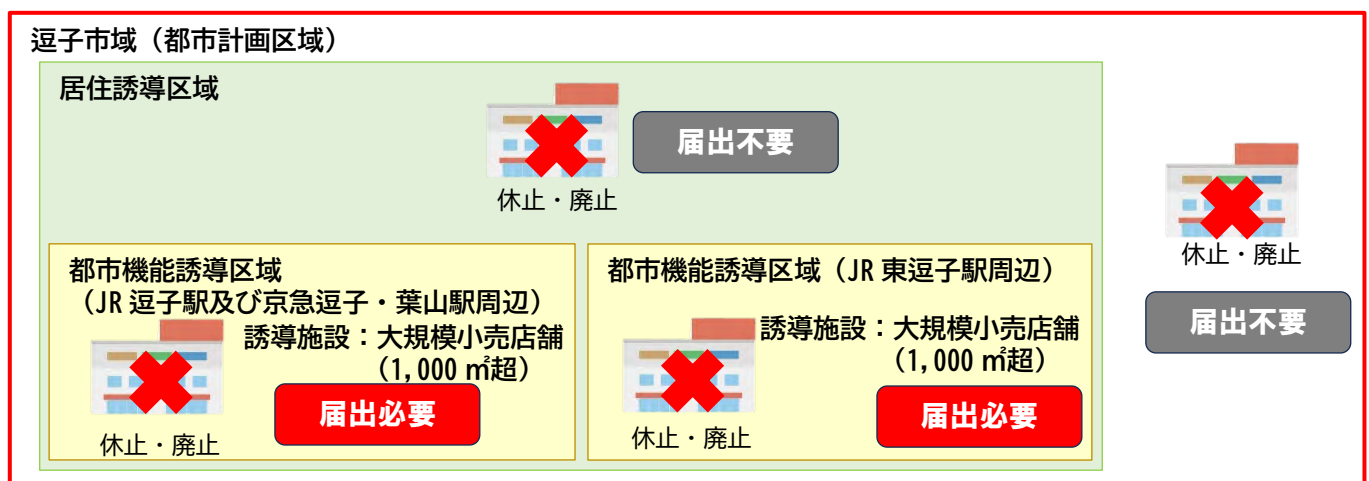 逗子市域（都市計画区域）
居住誘導区域
届出不要
休止・廃止
都市機能誘導区域
（JR 逗子駅及び京急逗子・葉山駅周辺）
誘導施設：大規模小売店舗
（1,000 ㎡超）
届出必要
休止・廃止
都市機能誘導区域（JR 東逗子駅周辺）
誘導施設：大規模小売店舗
（1,000 ㎡超）
届出必要
休止・廃止
休止・廃止
届出不要